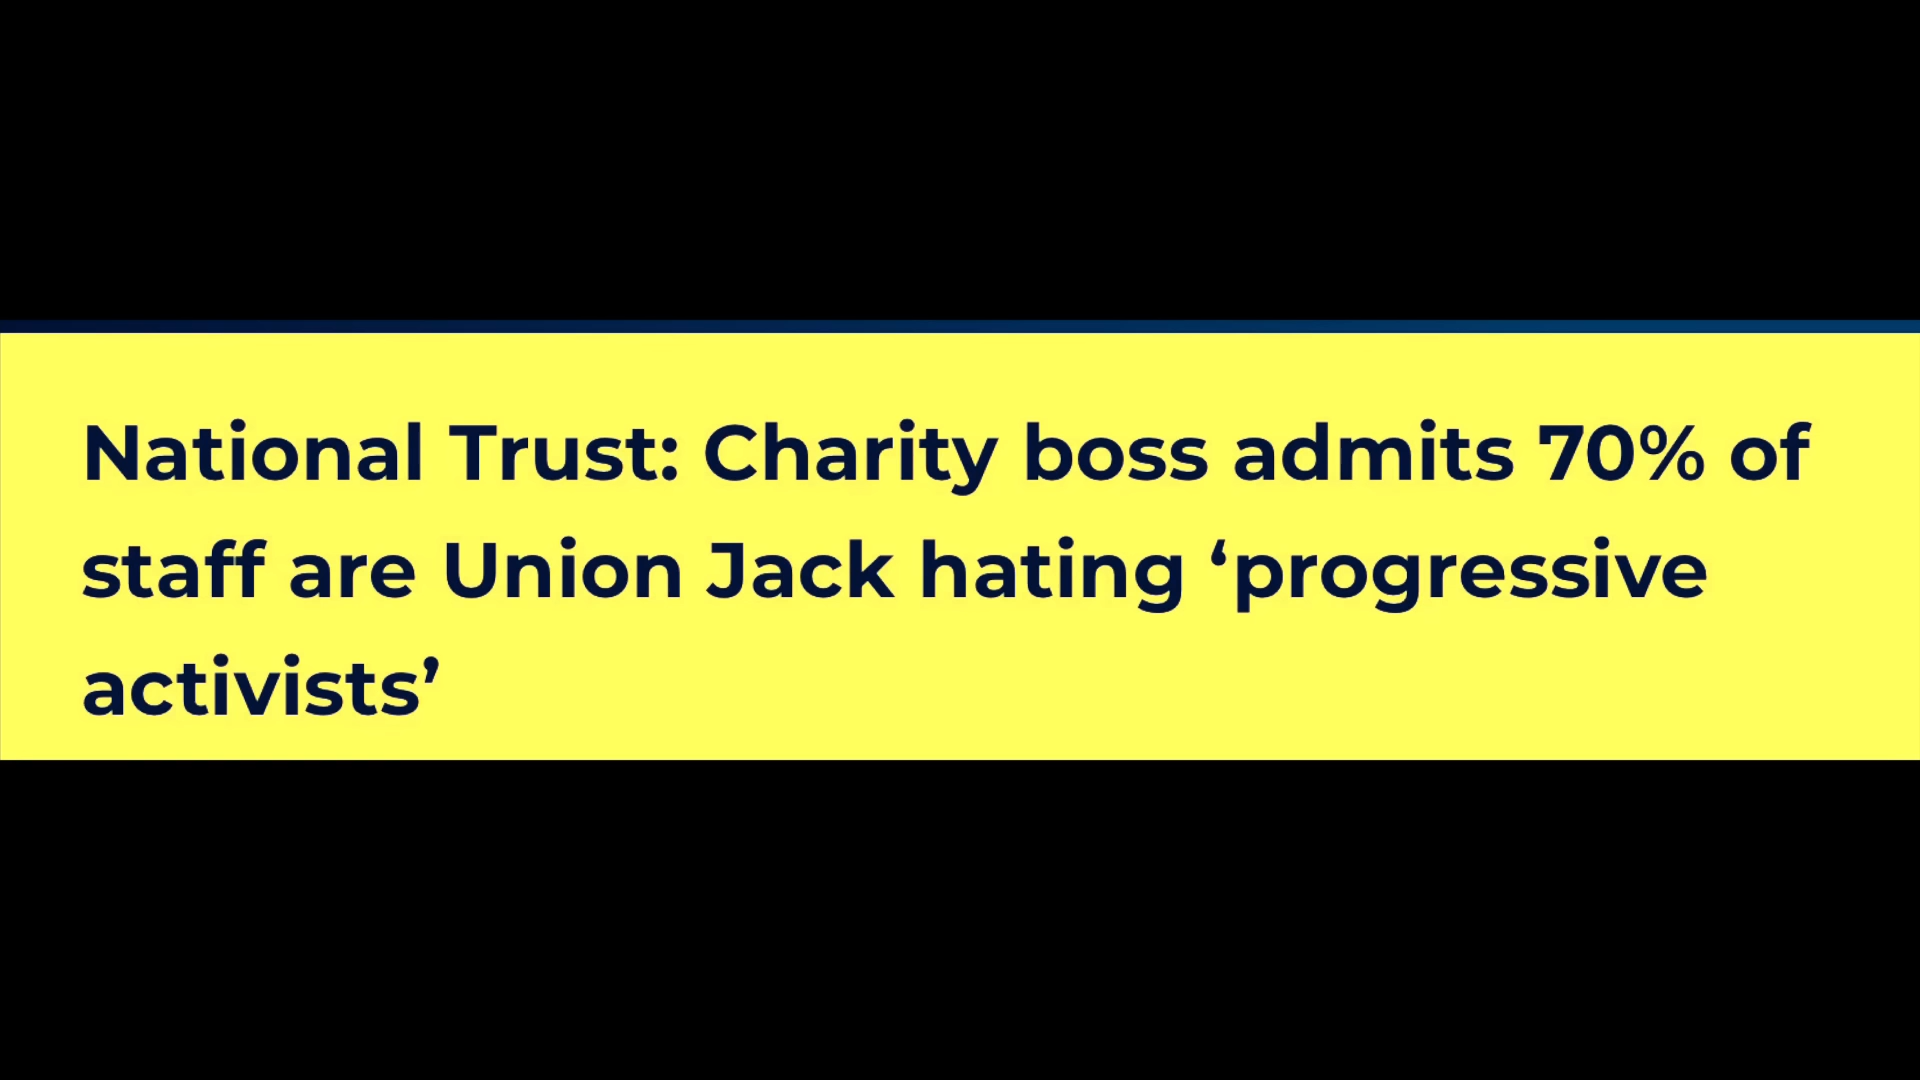 National Trust: Charity boss admits 70% of
staff are Union Jack hating ‘progressive
activists’